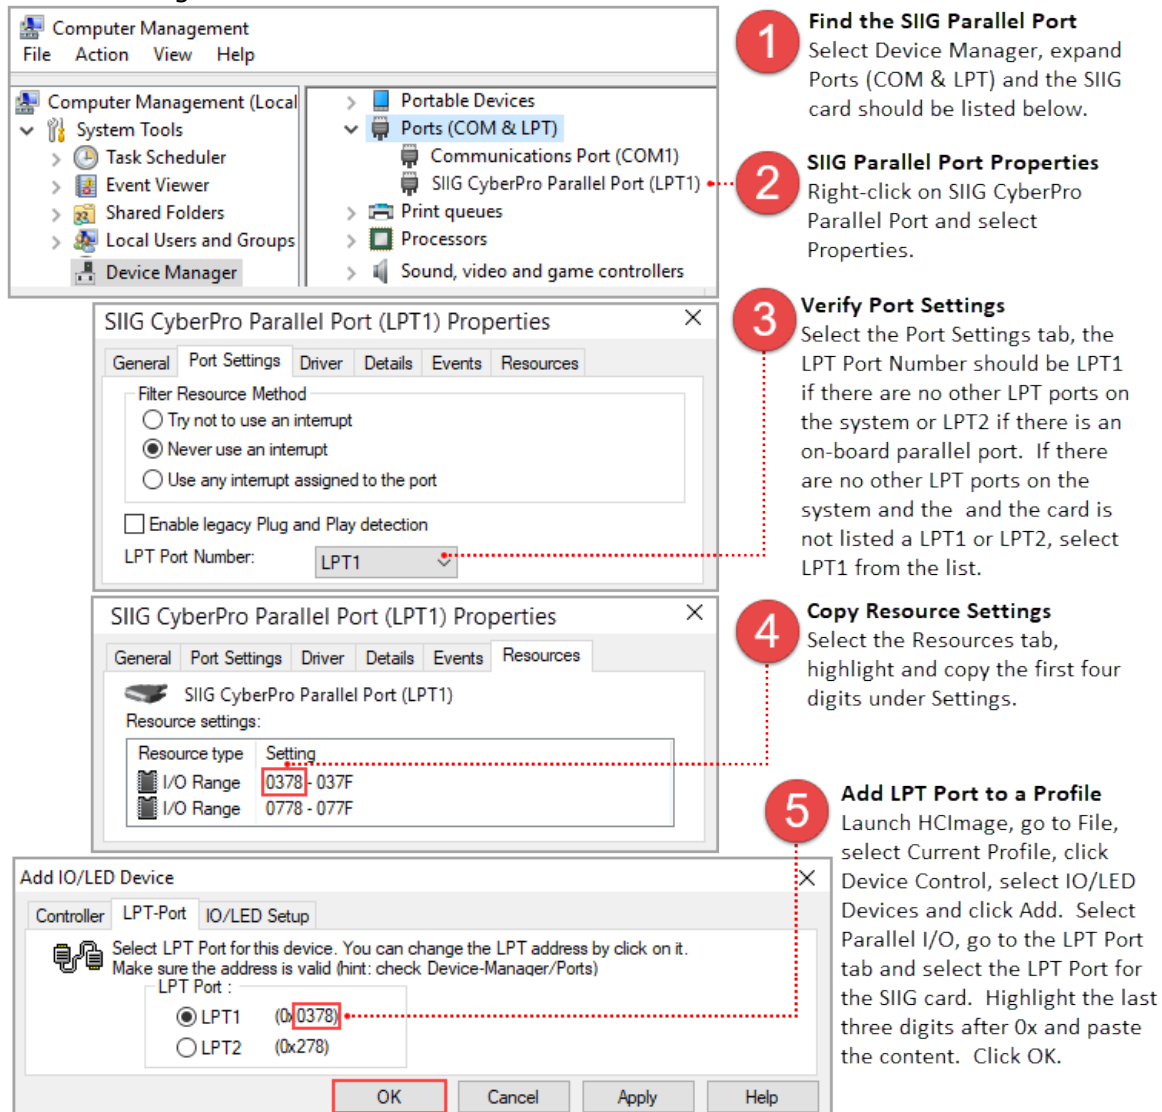 Computer Management
File Action View Help
Computer Management (Local
System Tools
Task Scheduler
Event Viewer
Shared Folders
Local Users and Groups
Device Manager
Portable Devices
Ports (COM & LPT)
Communications Port (COM1)
SIIG CyberPro Parallel Port (LPT1)
Print queues
Processors
Sound, video and game controllers
1
Find the SIIG Parallel Port
Select Device Manager, expand
Ports (COM & LPT) and the SIIG
card should be listed below.
2
SIIG Parallel Port Properties
Right-click on SIIG CyberPro
Parallel Port and select
Properties.
SIIG CyberPro Parallel Port (LPT1) Properties
General Port Settings Driver Details Events Resources
Filter Resource Method
Try not to use an interrupt
Never use an interrupt
Use any interrupt assigned to the port
Enable legacy Plug and Play detection
LPT Port Number: LPT1
3
Verify Port Settings
Select the Port Settings tab, the
LPT Port Number should be LPT1
if there are no other LPT ports on
the system or LPT2 if there is an
on-board parallel port. If there
are no other LPT ports on the
system and the and the card is
not listed a LPT1 or LPT2, select
LPT1 from the list.
SIIG CyberPro Parallel Port (LPT1) Properties
General Port Settings Driver Details Events Resources
SIIG CyberPro Parallel Port (LPT1)
Resource settings:
Resource type Setting
I/O Range 0378 - 037F
I/O Range 0778 - 077F
4
Copy Resource Settings
Select the Resources tab,
highlight and copy the first four
digits under Settings.
Add IO/LED Device
Controller LPT-Port IO/LED Setup
Select LPT Port for this device. You can change the LPT address by click on it.
Make sure the address is valid (hint: check Device-Manager/Ports)
LPT Port :
LPT1 (0x0378)
LPT2 (0x278)
OK Cancel Apply Help
5
Add LPT Port to a Profile
Launch HCImage, go to File,
select Current Profile, click
Device Control, select IO/LED
Devices and click Add. Select
Parallel I/O, go to the LPT Port
tab and select the LPT Port for
the SIIG card. Highlight the last
three digits after 0x and paste
the content. Click OK.